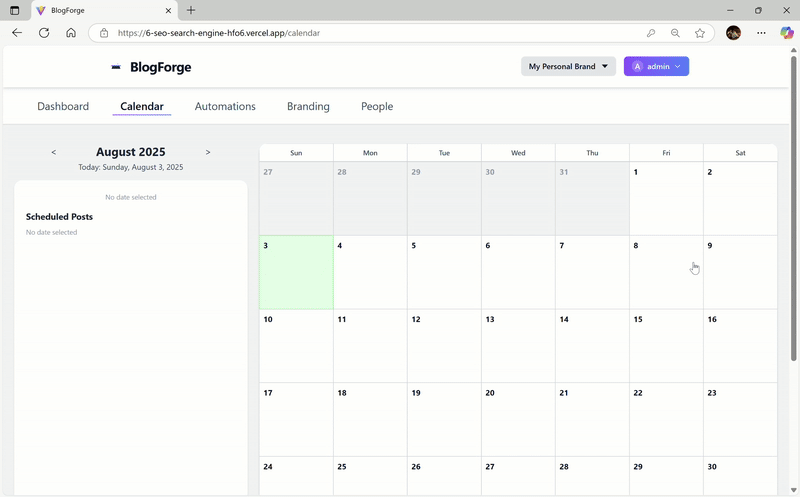 BlogForge
https://6-seo-search-engine-hfo6.vercel.app/calendar
BlogForge
My Personal Brand
A admin
Dashboard Calendar Automations Branding People
< August 2025 >
Today: Sunday, August 3, 2025
No date selected
Scheduled Posts
No date selected
Sun Mon Tue Wed Thu Fri Sat
27 28 29 30 31 1 2
3 4 5 6 7 8 9
10 11 12 13 14 15 16
17 18 19 20 21 22 23
24 25 26 27 28 29 30